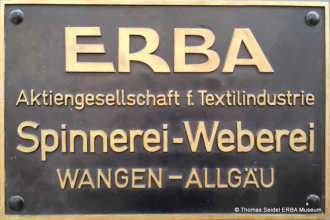 ERBA
Aktiengesellschaft f. Textilindustrie
Spinnerei-Weberei
WANGEN–ALLGÄU
© Thomas Seidel ERBA Museum